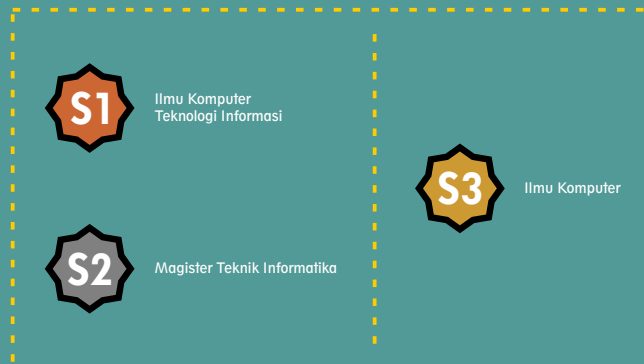 S1
Ilmu Komputer
Teknologi Informasi
S2
Magister Teknik Informatika
S3
Ilmu Komputer